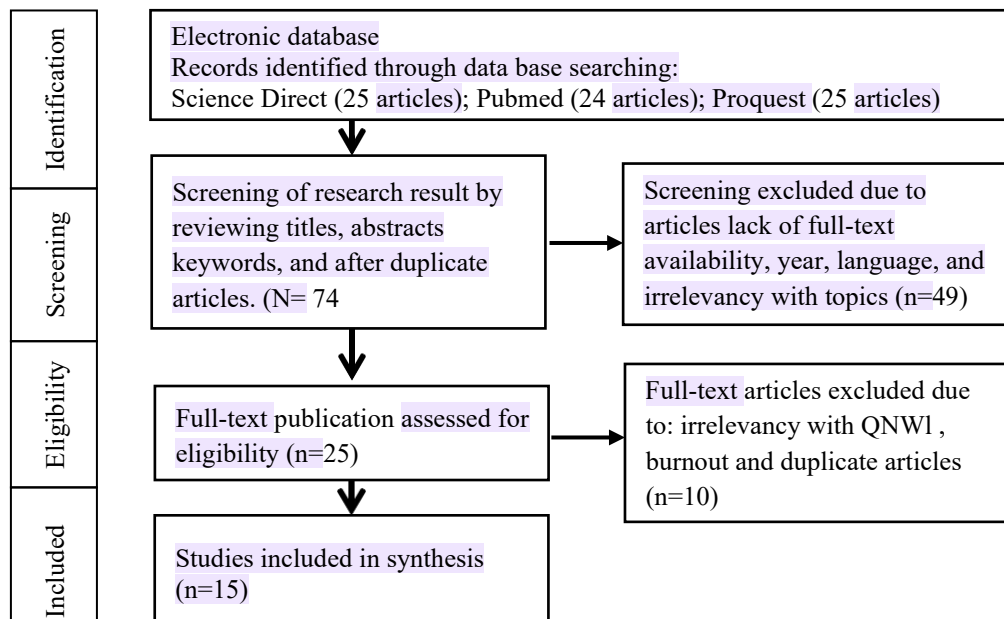 Identification
Electronic database
Records identified through data base searching:
Science Direct (25 articles); Pubmed (24 articles); Proquest (25 articles)
Screening
Screening of research result by
reviewing titles, abstracts
keywords, and after duplicate
articles. (N= 74
Screening excluded due to
articles lack of full-text
availability, year, language, and
irrelevancy with topics (n=49)
Eligibility
Full-text publication assessed for
eligibility (n=25)
Full-text articles excluded due
to: irrelevancy with QNWl ,
burnout and duplicate articles
(n=10)
Included
Studies included in synthesis
(n=15)